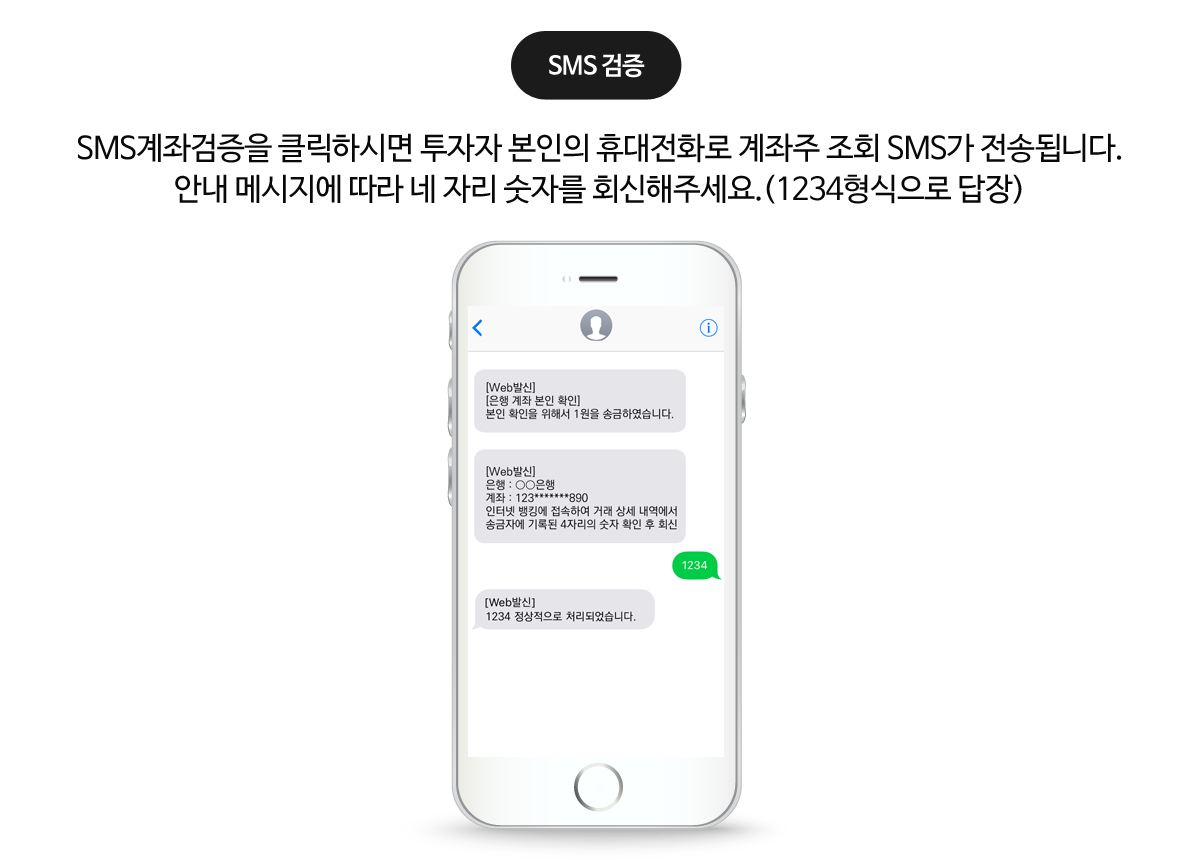 SMS 검증
SMS계좌검증을 클릭하시면 투자자 본인의 휴대전화로 계좌주 조회 SMS가 전송됩니다.
안내 메시지에 따라 네 자리 숫자를 회신해주세요.(1234형식으로 답장)
[Web발신]
[은행 계좌 본인 확인]
본인 확인을 위해서 1원을 송금하였습니다.
[Web발신]
은행 : ○○은행
계좌 : 123*******890
인터넷 뱅킹에 접속하여 거래 상세 내역에서
송금자에 기록된 4자리의 숫자 확인 후 회신
1234
[Web발신]
1234 정상적으로 처리되었습니다.